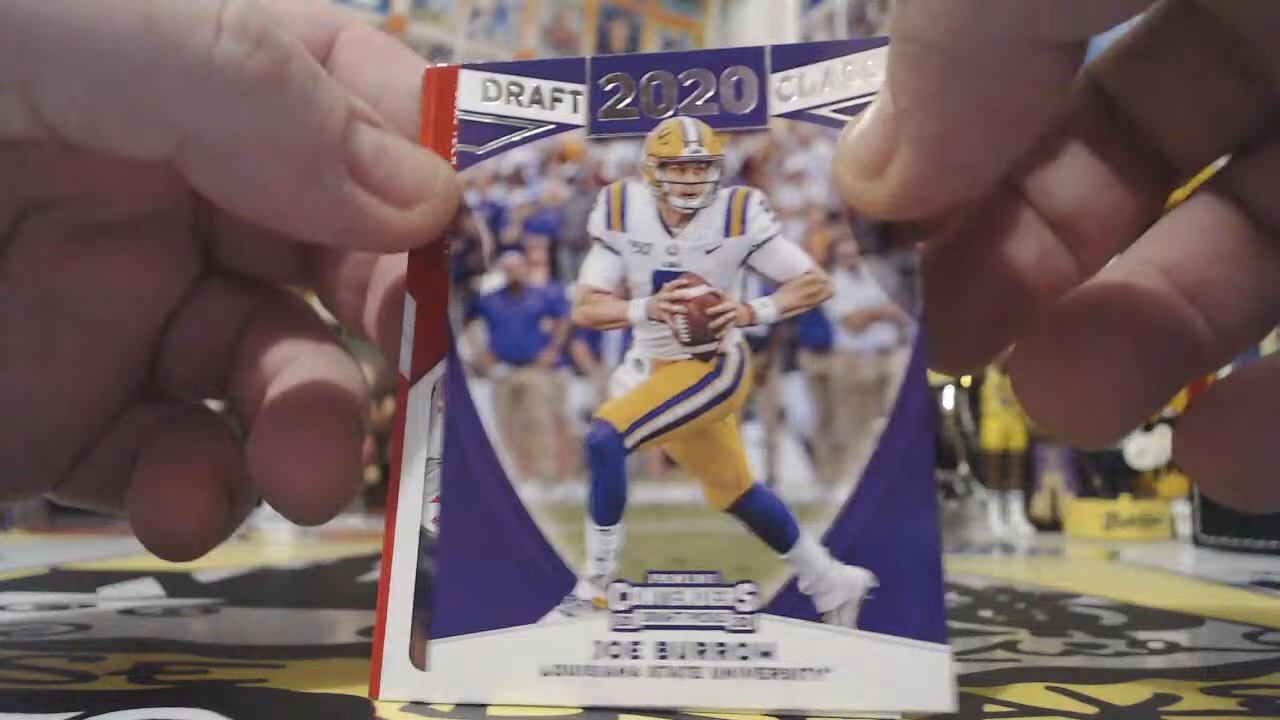 DRAFT 2020 CLASS
CONTENDERS
JOE BURROW
LOUISIANA STATE UNIVERSITY